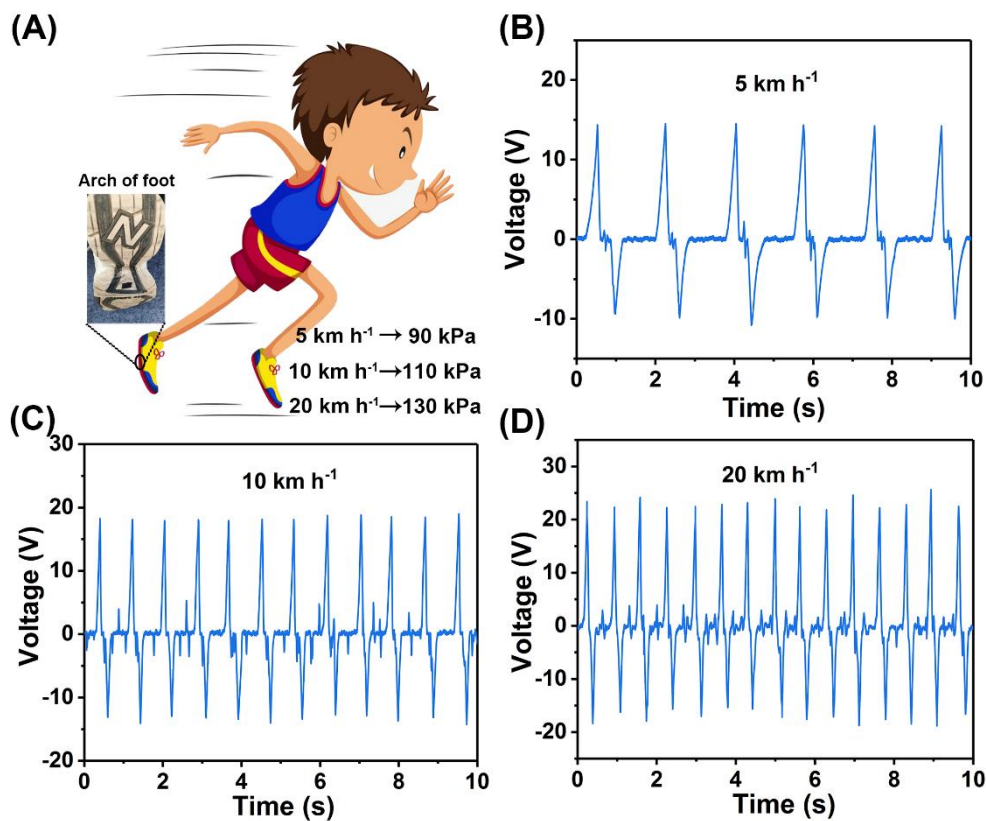 (A)
Arch of foot
N
5 km h⁻¹ → 90 kPa
10 km h⁻¹→110 kPa
20 km h⁻¹→130 kPa
(B)
5 km h⁻¹
Voltage (V)
20
10
0
-10
0 2 4 6 8 10
Time (s)
(C)
10 km h⁻¹
Voltage (V)
30
20
10
0
-10
-20
0 2 4 6 8 10
Time (s)
(D)
20 km h⁻¹
Voltage (V)
30
20
10
0
-10
-20
0 2 4 6 8 10
Time (s)